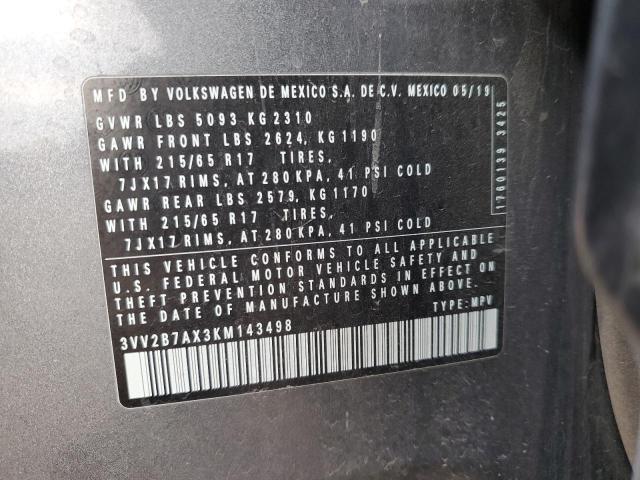 MFD BY VOLKSWAGEN DE MEXICO S.A. DE C.V. MEXICO 05/19
GVWR LBS 5093 KG 2310
GAWR FRONT LBS 2624, KG 1190
WITH 215/65 R17 TIRES,
7JX17 RIMS, AT 280 KPA, 41 PSI COLD
GAWR REAR LBS 2579, KG 1170
WITH 215/65 R17 TIRES,
7JX17 RIMS, AT 280 KPA, 41 PSI COLD
THIS VEHICLE CONFORMS TO ALL APPLICABLE
U.S. FEDERAL MOTOR VEHICLE SAFETY AND
THEFT PREVENTION STANDARDS IN EFFECT ON
THE DATE OF MANUFACTURE SHOWN ABOVE.
3VV2B7AX3KM143498
TYPE: MPV
1760139 3425